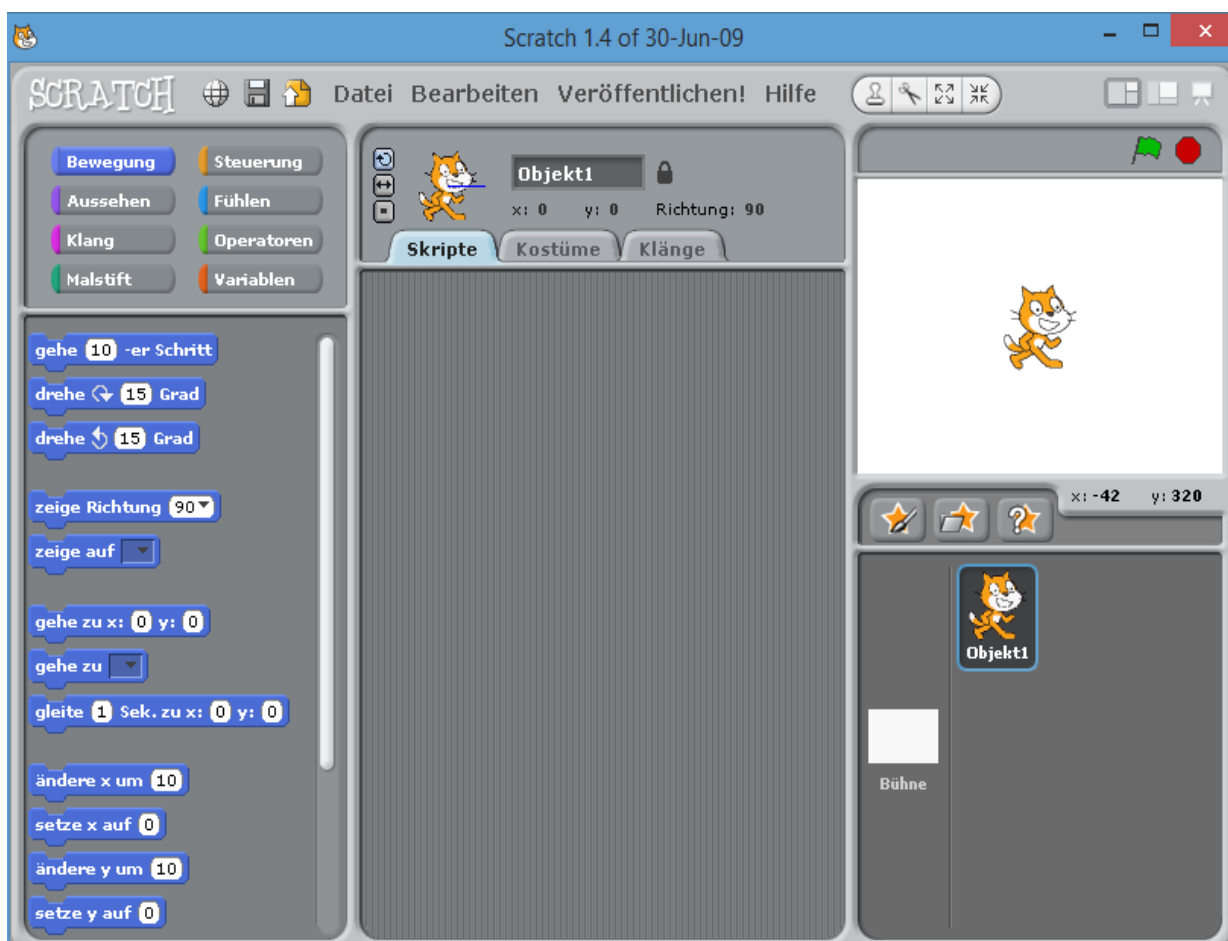 Scratch 1.4 of 30-Jun-09
SCRATCH Datei Bearbeiten Veröffentlichen! Hilfe
Bewegung Steuerung
Aussehen Fühlen
Klang Operatoren
Malstift Variablen
gehe 10 -er Schritt
drehe 15 Grad
drehe 15 Grad
zeige Richtung 90
zeige auf
gehe zu x: 0 y: 0
gehe zu
gleite 1 Sek. zu x: 0 y: 0
ändere x um 10
setze x auf 0
ändere y um 10
setze y auf 0
Objekt1
x: 0 y: 0 Richtung: 90
Skripte Kostüme Klänge
x: -42 y: 320
Objekt1
Bühne